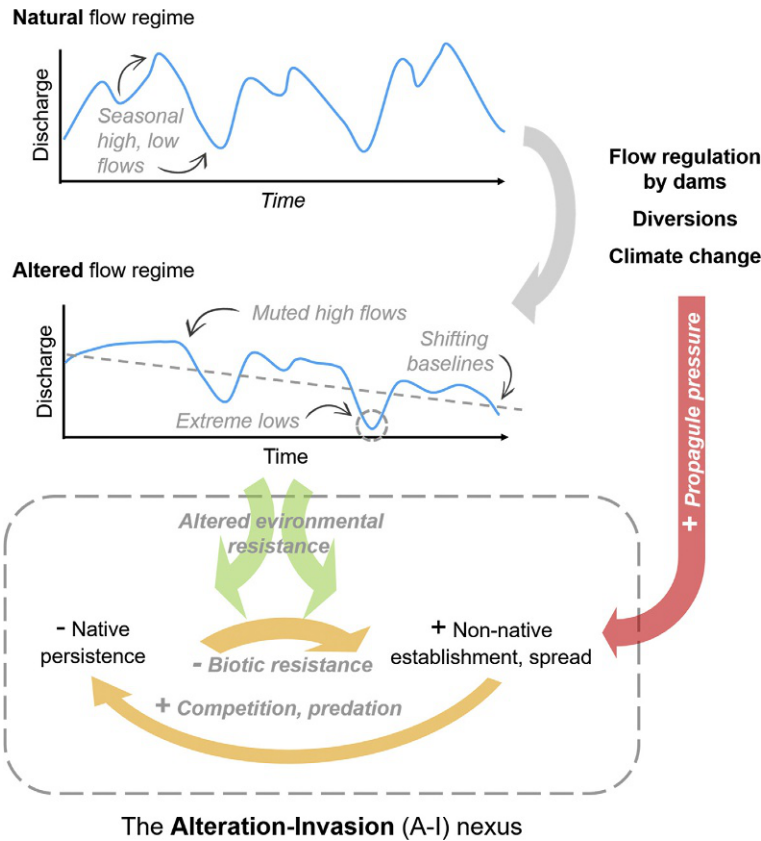 Natural flow regime
Discharge
Seasonal
high, low
flows
Time
Flow regulation
by dams
Diversions
Climate change
Altered flow regime
Discharge
Muted high flows
Shifting
baselines
Extreme lows
Time
+ Propagule pressure
Altered evironmental
resistance
- Native
persistence
+ Non-native
establishment, spread
- Biotic resistance
+ Competition, predation
The Alteration-Invasion (A-I) nexus